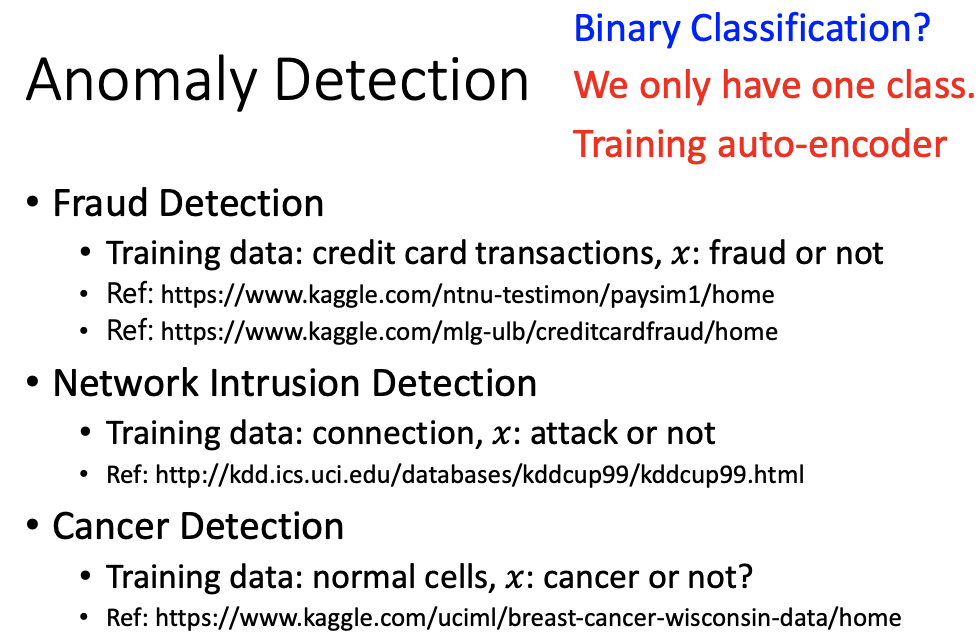 Anomaly Detection
Binary Classification?
We only have one class.
Training auto-encoder
• Fraud Detection
• Training data: credit card transactions, 𝑥: fraud or not
• Ref: https://www.kaggle.com/ntnu-testimon/paysim1/home
• Ref: https://www.kaggle.com/mlg-ulb/creditcardfraud/home
• Network Intrusion Detection
• Training data: connection, 𝑥: attack or not
• Ref: http://kdd.ics.uci.edu/databases/kddcup99/kddcup99.html
• Cancer Detection
• Training data: normal cells, 𝑥: cancer or not?
• Ref: https://www.kaggle.com/uciml/breast-cancer-wisconsin-data/home